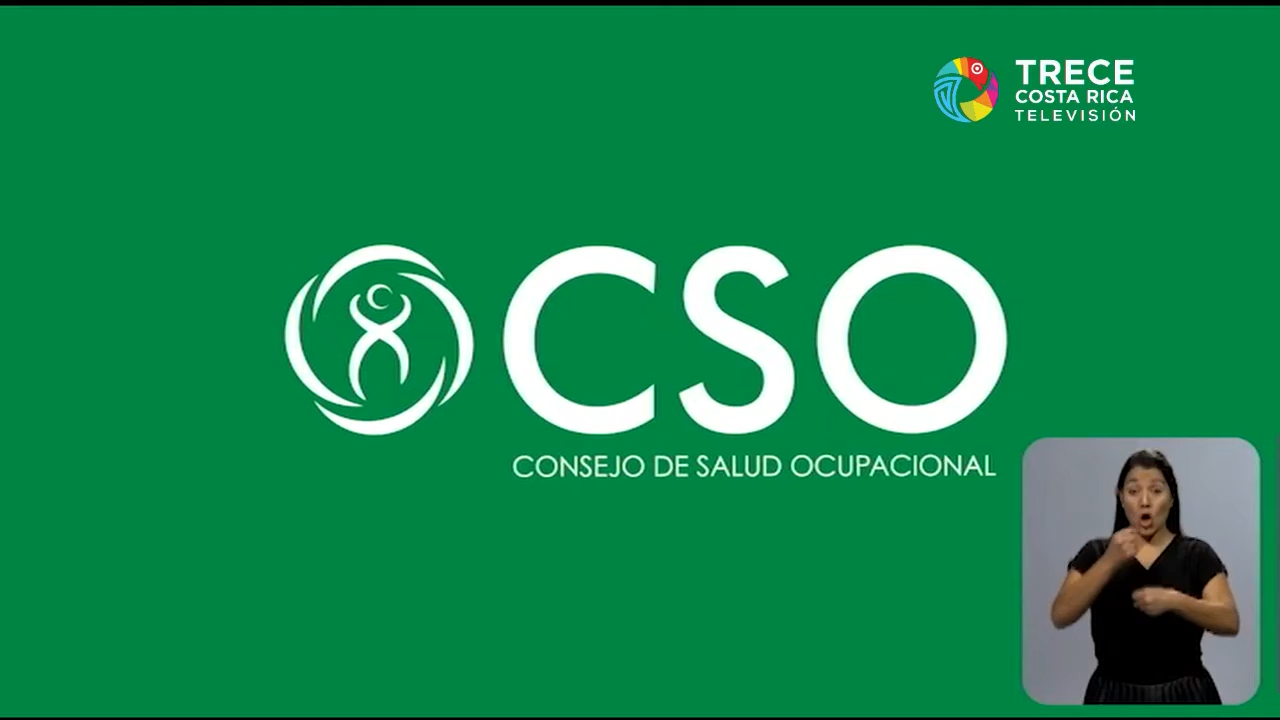 TRECE
COSTA RICA
TELEVISIÓN
CSO
CONSEJO DE SALUD OCUPACIONAL